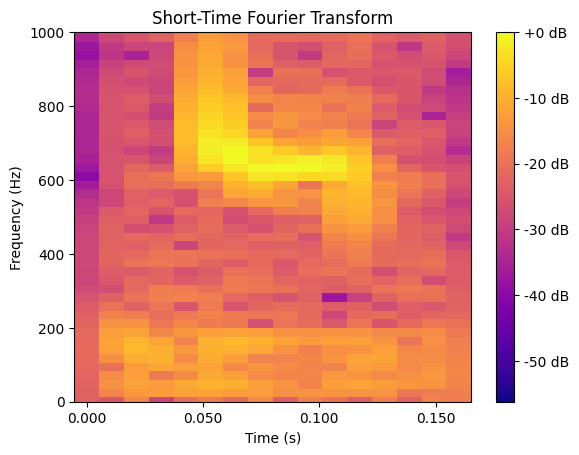 Short-Time Fourier Transform
1000
800
600
400
200
0
Frequency (Hz)
0.000
0.050
0.100
0.150
Time (s)
+0 dB
-10 dB
-20 dB
-30 dB
-40 dB
-50 dB